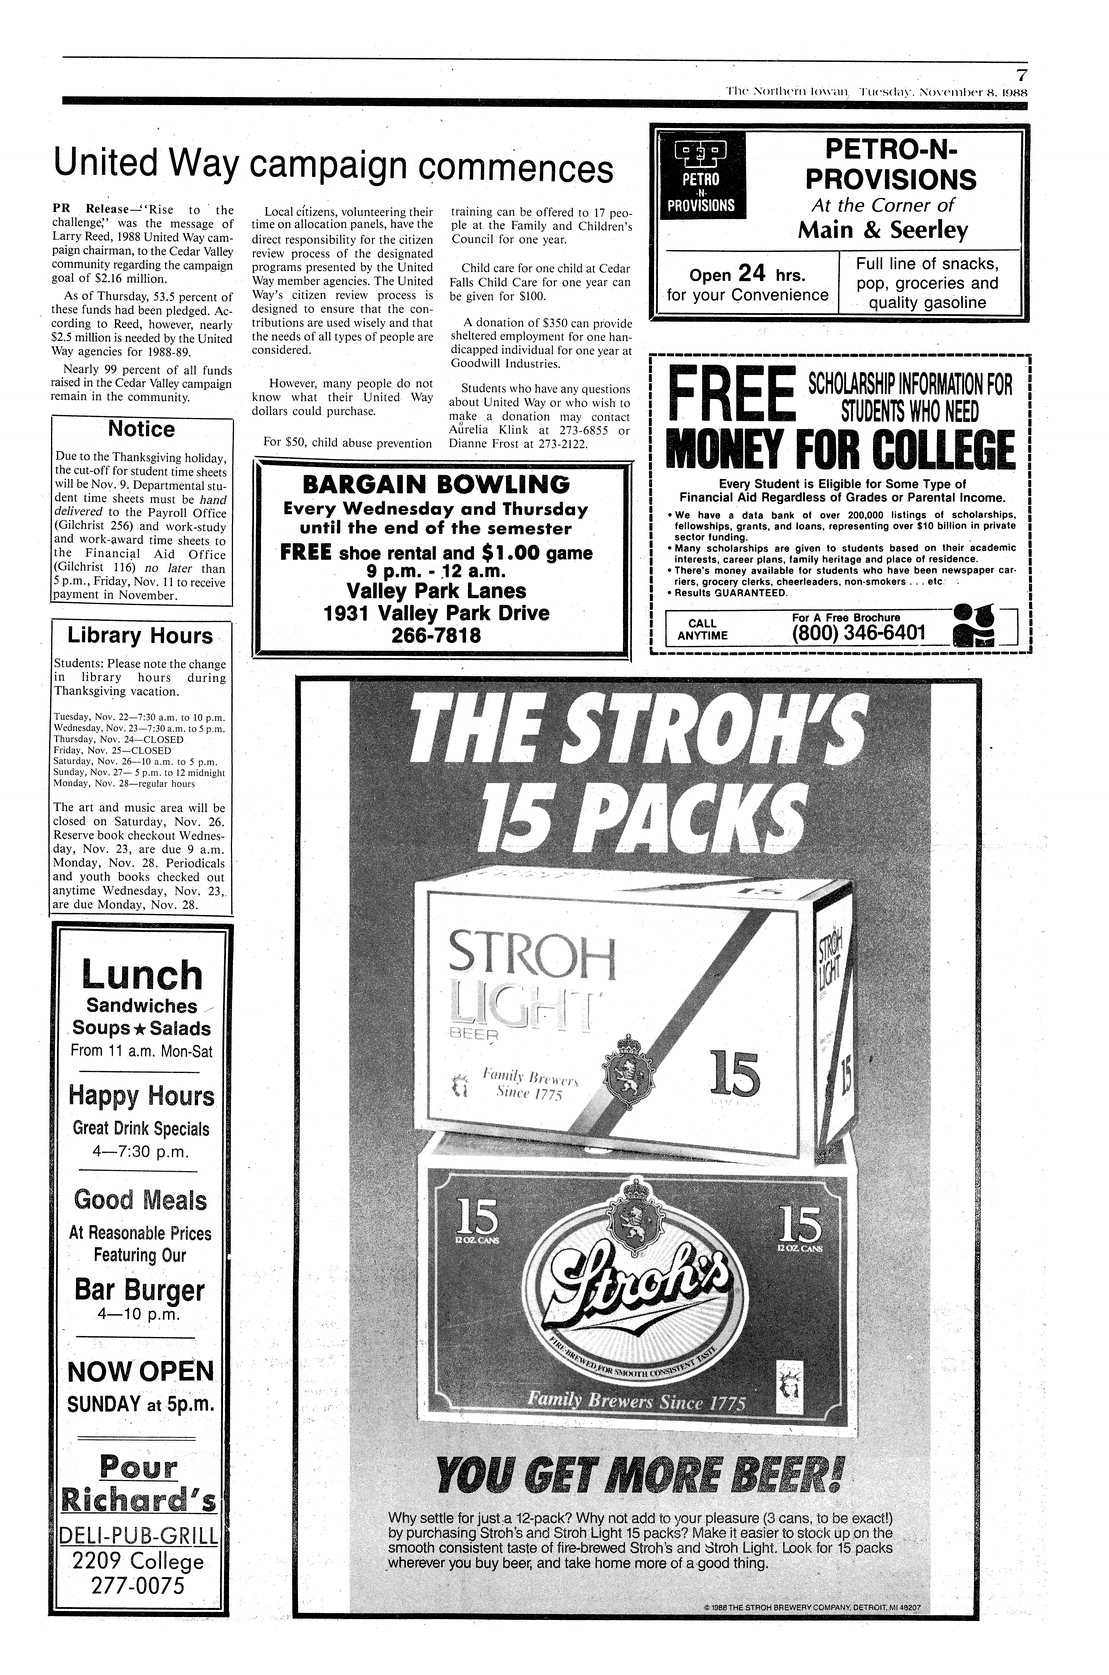 7
The Northern Iowan, Tuesday, November 8, 1988
United Way campaign commences
PR Release—"Rise to the
challenge," was the message of
Larry Reed, 1988 United Way cam-
paign chairman, to the Cedar Valley
community regarding the campaign
goal of $2.16 million.
As of Thursday, 53.5 percent of
these funds had been pledged. Ac-
cording to Reed, however, nearly
$2.5 million is needed by the United
Way agencies for 1988-89.
Nearly 99 percent of all funds
raised in the Cedar Valley campaign
remain in the community.
Local citizens, volunteering their
time on allocation panels, have the
direct responsibility for the citizen
review process of the designated
programs presented by the United
Way member agencies. The United
Way's citizen review process is
designed to ensure that the con-
tributions are used wisely and that
the needs of all types of people are
considered.
However, many people do not
know what their United Way
dollars could purchase.
For $50, child abuse prevention
training can be offered to 17 peo-
ple at the Family and Children's
Council for one year.
Child care for one child at Cedar
Falls Child Care for one year can
be given for $100.
A donation of $350 can provide
sheltered employment for one han-
dicapped individual for one year at
Goodwill Industries.
Students who have any questions
about United Way or who wish to
make a donation may contact
Aurelia Klink at 273-6855 or
Dianne Frost at 273-2122.
Notice
Due to the Thanksgiving holiday,
the cut-off for student time sheets
will be Nov. 9. Departmental stu-
dent time sheets must be hand
delivered to the Payroll Office
(Gilchrist 256) and work-study
and work-award time sheets to
the Financial Aid Office
(Gilchrist 116) no later than
5 p.m., Friday, Nov. 11 to receive
payment in November.
Library Hours
Students: Please note the change
in library hours during
Thanksgiving vacation.
Tuesday, Nov. 22—7:30 a.m. to 10 p.m.
Wednesday, Nov. 23—7:30 a.m. to 5 p.m.
Thursday, Nov. 24—CLOSED
Friday, Nov. 25—CLOSED
Saturday, Nov. 26—10 a.m. to 5 p.m.
Sunday, Nov. 27— 5 p.m. to 12 midnight
Monday, Nov. 28—regular hours
The art and music area will be
closed on Saturday, Nov. 26.
Reserve book checkout Wednes-
day, Nov. 23, are due 9 a.m.
Monday, Nov. 28. Periodicals
and youth books checked out
anytime Wednesday, Nov. 23,
are due Monday, Nov. 28.
Lunch
Sandwiches
Soups★Salads
From 11 a.m. Mon-Sat
Happy Hours
Great Drink Specials
4—7:30 p.m.
Good Meals
At Reasonable Prices
Featuring Our
Bar Burger
4—10 p.m.
NOW OPEN
SUNDAY at 5p.m.
Pour
Richard's
DELI-PUB-GRILL
2209 College
277-0075
BARGAIN BOWLING
Every Wednesday and Thursday
until the end of the semester
FREE shoe rental and $1.00 game
9 p.m. - 12 a.m.
Valley Park Lanes
1931 Valley Park Drive
266-7818
PETRO
-N-
PROVISIONS
PETRO-N-
PROVISIONS
At the Corner of
Main & Seerley
Open 24 hrs.
for your Convenience
Full line of snacks,
pop, groceries and
quality gasoline
FREE SCHOLARSHIP INFORMATION FOR
STUDENTS WHO NEED
MONEY FOR COLLEGE
Every Student is Eligible for Some Type of
Financial Aid Regardless of Grades or Parental Income.
• We have a data bank of over 200,000 listings of scholarships,
fellowships, grants, and loans, representing over $10 billion in private
sector funding.
• Many scholarships are given to students based on their academic
interests, career plans, family heritage and place of residence.
• There's money available for students who have been newspaper car-
riers, grocery clerks, cheerleaders, non-smokers . . . etc.
• Results GUARANTEED.
CALL
ANYTIME
For A Free Brochure
(800) 346-6401
THE STROH'S
15 PACKS
15
STROH
LIGHT
BEER
Family Brewers
Since 1775
15
STROH
LIGHT
15
15
12 OZ. CANS
15
12 OZ. CANS
Stroh's
FIRE-BREWED FOR SMOOTH CONSISTENT TASTE
Family Brewers Since 1775
YOU GET MORE BEER!
Why settle for just a 12-pack? Why not add to your pleasure (3 cans, to be exact!)
by purchasing Stroh's and Stroh Light 15 packs? Make it easier to stock up on the
smooth consistent taste of fire-brewed Stroh's and Stroh Light. Look for 15 packs
wherever you buy beer, and take home more of a good thing.
© 1988 THE STROH BREWERY COMPANY, DETROIT, MI 48207